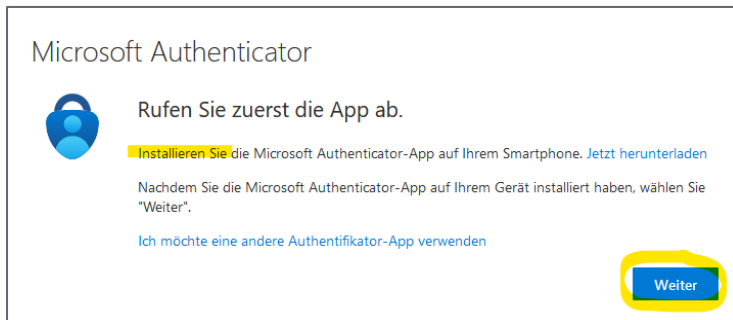 Microsoft Authenticator
Rufen Sie zuerst die App ab.
Installieren Sie die Microsoft Authenticator-App auf Ihrem Smartphone. Jetzt herunterladen
Nachdem Sie die Microsoft Authenticator-App auf Ihrem Gerät installiert haben, wählen Sie
"Weiter".
Ich möchte eine andere Authentifikator-App verwenden
Weiter